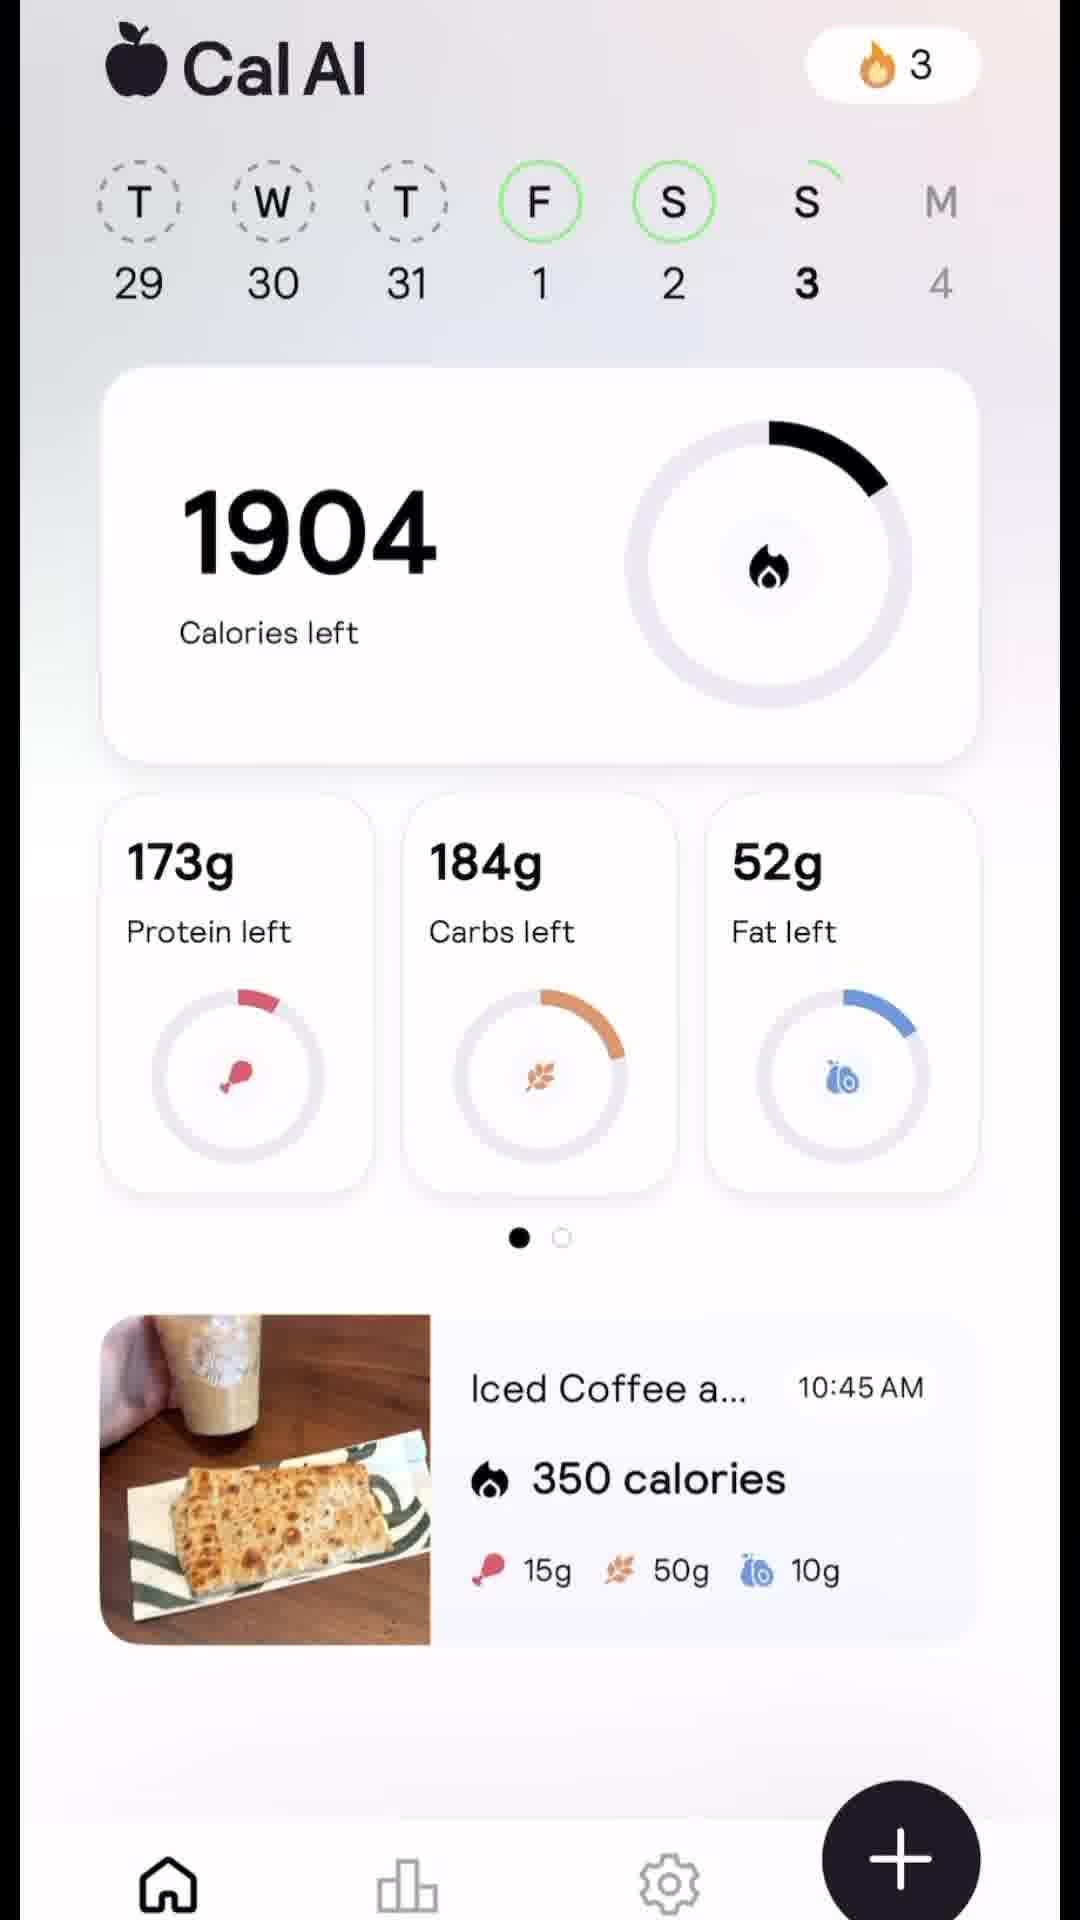 Cal AI
3
T W T F S S M
29 30 31 1 2 3 4
1904
Calories left
173g 184g 52g
Protein left Carbs left Fat left
Iced Coffee a... 10:45 AM
350 calories
15g 50g 10g